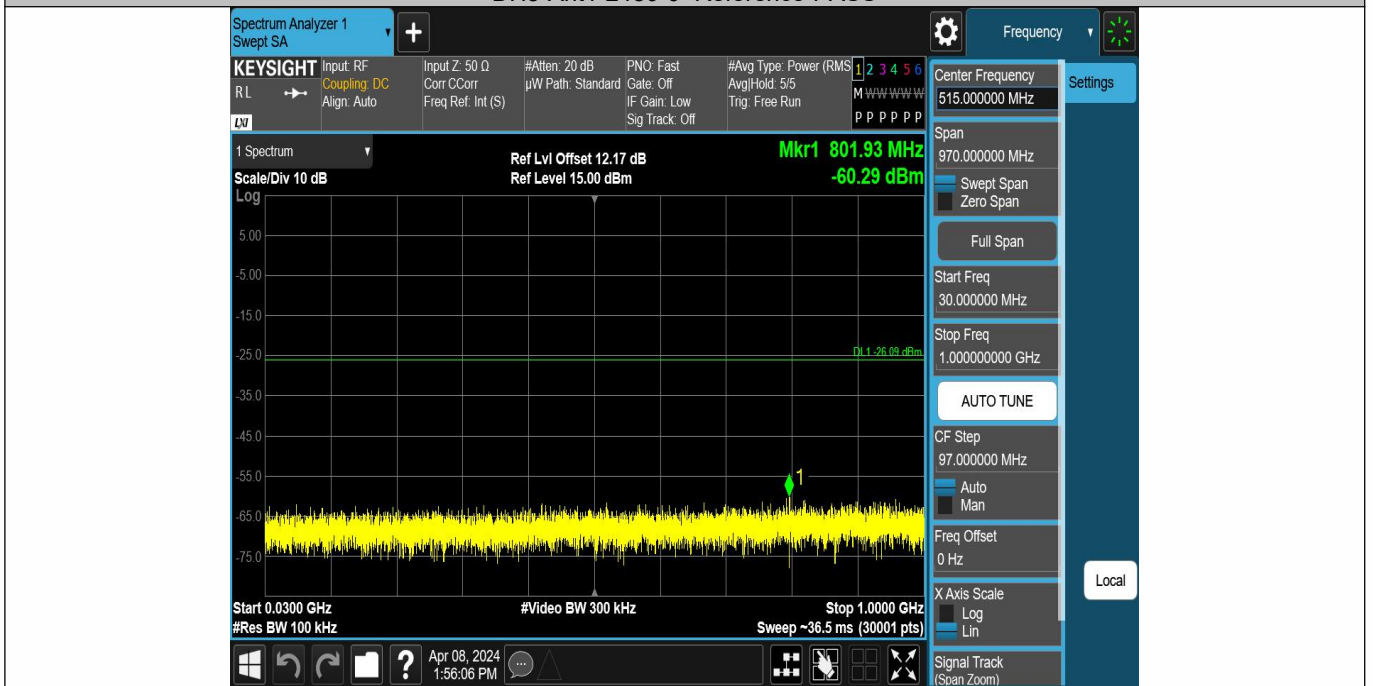 Spectrum Analyzer 1
Swept SA
Frequency
KEYSIGHT
RL
LXI
Input: RF
Coupling: DC
Align: Auto
Input Z: 50 Ω
Corr CCorr
Freq Ref: Int (S)
#Atten: 20 dB
µW Path: Standard
PNO: Fast
Gate: Off
IF Gain: Low
Sig Track: Off
#Avg Type: Power (RMS
Avg|Hold: 5/5
Trig: Free Run
1 2 3 4 5 6
M W W W W W
P P P P P P
1 Spectrum
Scale/Div 10 dB
Log
Ref Lvl Offset 12.17 dB
Ref Level 15.00 dBm
Mkr1 801.93 MHz
-60.29 dBm
5.00
-5.00
-15.0
-25.0
DL1 -26.09 dBm
-35.0
-45.0
-55.0
1
-65.0
-75.0
Start 0.0300 GHz
#Res BW 100 kHz
#Video BW 300 kHz
Stop 1.0000 GHz
Sweep ~36.5 ms (30001 pts)
Center Frequency
515.000000 MHz
Settings
Span
970.000000 MHz
Swept Span
Zero Span
Full Span
Start Freq
30.000000 MHz
Stop Freq
1.000000000 GHz
AUTO TUNE
CF Step
97.000000 MHz
Auto
Man
Freq Offset
0 Hz
Local
X Axis Scale
Log
Lin
Signal Track
(Span Zoom)
?
Apr 08, 2024
1:56:06 PM